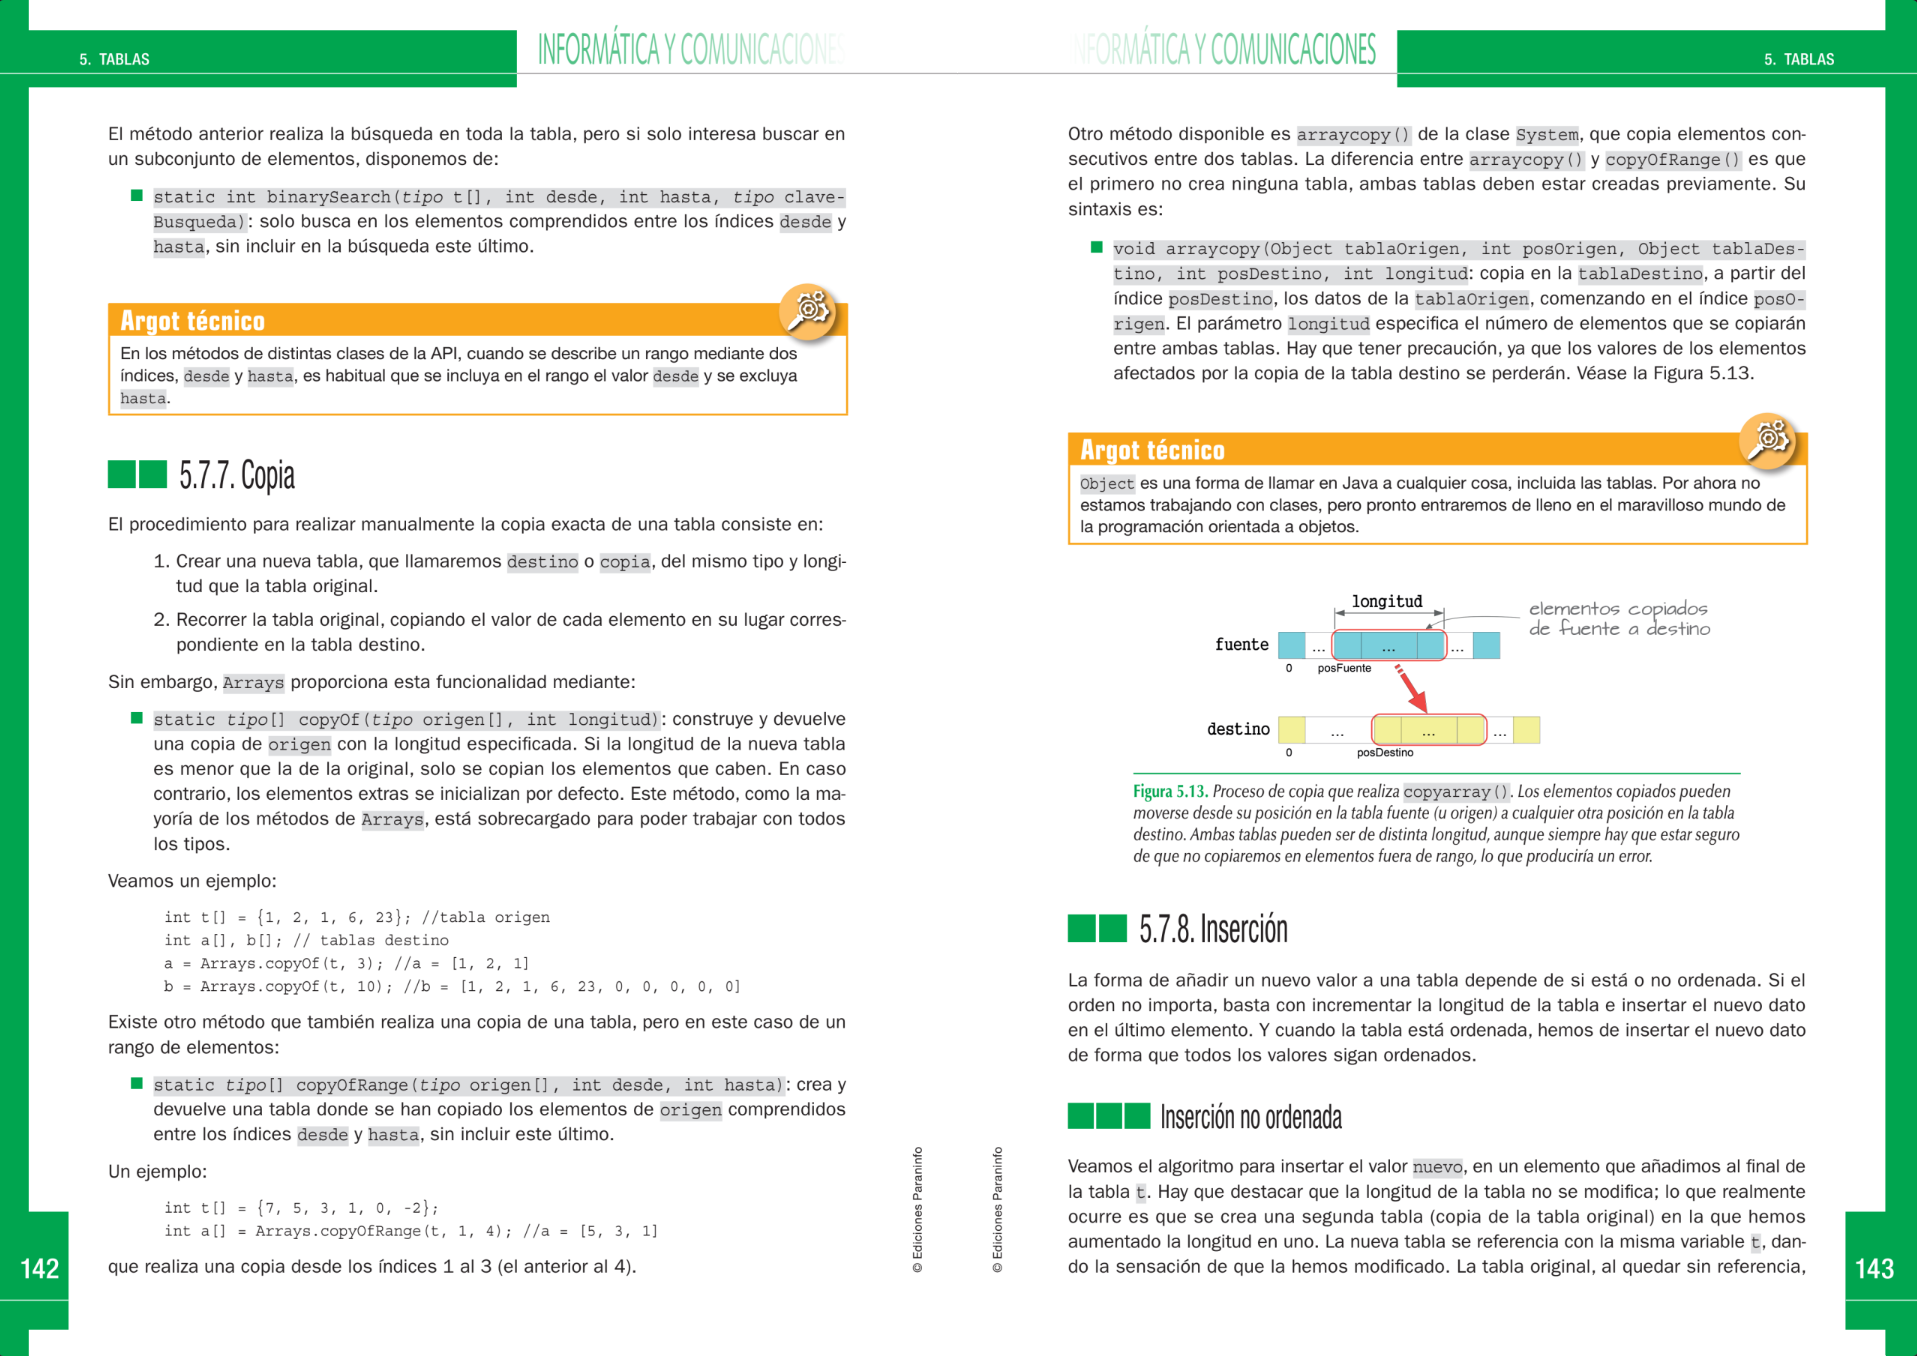 5. TABLAS
INFORMÁTICA Y COMUNICACIONES
El método anterior realiza la búsqueda en toda la tabla, pero si solo interesa buscar en
un subconjunto de elementos, disponemos de:
static int binarySearch(tipo t[], int desde, int hasta, tipo clave-
Busqueda): solo busca en los elementos comprendidos entre los índices desde y
hasta, sin incluir en la búsqueda este último.
Argot técnico
En los métodos de distintas clases de la API, cuando se describe un rango mediante dos
índices, desde y hasta, es habitual que se incluya en el rango el valor desde y se excluya
hasta.
5.7.7. Copia
El procedimiento para realizar manualmente la copia exacta de una tabla consiste en:
1. Crear una nueva tabla, que llamaremos destino o copia, del mismo tipo y longi-
tud que la tabla original.
2. Recorrer la tabla original, copiando el valor de cada elemento en su lugar corres-
pondiente en la tabla destino.
Sin embargo, Arrays proporciona esta funcionalidad mediante:
static tipo[] copyOf(tipo origen[], int longitud): construye y devuelve
una copia de origen con la longitud especificada. Si la longitud de la nueva tabla
es menor que la de la original, solo se copian los elementos que caben. En caso
contrario, los elementos extras se inicializan por defecto. Este método, como la ma-
yoría de los métodos de Arrays, está sobrecargado para poder trabajar con todos
los tipos.
Veamos un ejemplo:
int t[] = {1, 2, 1, 6, 23}; //tabla origen
int a[], b[]; // tablas destino
a = Arrays.copyOf(t, 3); //a = [1, 2, 1]
b = Arrays.copyOf(t, 10); //b = [1, 2, 1, 6, 23, 0, 0, 0, 0, 0]
Existe otro método que también realiza una copia de una tabla, pero en este caso de un
rango de elementos:
static tipo[] copyOfRange(tipo origen[], int desde, int hasta): crea y
devuelve una tabla donde se han copiado los elementos de origen comprendidos
entre los índices desde y hasta, sin incluir este último.
Un ejemplo:
int t[] = {7, 5, 3, 1, 0, -2};
int a[] = Arrays.copyOfRange(t, 1, 4); //a = [5, 3, 1]
que realiza una copia desde los índices 1 al 3 (el anterior al 4).
142
© Ediciones Paraninfo
INFORMÁTICA Y COMUNICACIONES
5. TABLAS
Otro método disponible es arraycopy() de la clase System, que copia elementos con-
secutivos entre dos tablas. La diferencia entre arraycopy() y copyOfRange() es que
el primero no crea ninguna tabla, ambas tablas deben estar creadas previamente. Su
sintaxis es:
void arraycopy(Object tablaOrigen, int posOrigen, Object tablaDes-
tino, int posDestino, int longitud: copia en la tablaDestino, a partir del
índice posDestino, los datos de la tablaOrigen, comenzando en el índice posO-
rigen. El parámetro longitud especifica el número de elementos que se copiarán
entre ambas tablas. Hay que tener precaución, ya que los valores de los elementos
afectados por la copia de la tabla destino se perderán. Véase la Figura 5.13.
Argot técnico
Object es una forma de llamar en Java a cualquier cosa, incluida las tablas. Por ahora no
estamos trabajando con clases, pero pronto entraremos de lleno en el maravilloso mundo de
la programación orientada a objetos.
longitud
elementos copiados
de fuente a destino
fuente
... ... ...
0 posFuente
destino
... ... ...
0 posDestino
Figura 5.13. Proceso de copia que realiza copyarray(). Los elementos copiados pueden
moverse desde su posición en la tabla fuente (u origen) a cualquier otra posición en la tabla
destino. Ambas tablas pueden ser de distinta longitud, aunque siempre hay que estar seguro
de que no copiaremos en elementos fuera de rango, lo que produciría un error.
5.7.8. Inserción
La forma de añadir un nuevo valor a una tabla depende de si está o no ordenada. Si el
orden no importa, basta con incrementar la longitud de la tabla e insertar el nuevo dato
en el último elemento. Y cuando la tabla está ordenada, hemos de insertar el nuevo dato
de forma que todos los valores sigan ordenados.
Inserción no ordenada
Veamos el algoritmo para insertar el valor nuevo, en un elemento que añadimos al final de
la tabla t. Hay que destacar que la longitud de la tabla no se modifica; lo que realmente
ocurre es que se crea una segunda tabla (copia de la tabla original) en la que hemos
aumentado la longitud en uno. La nueva tabla se referencia con la misma variable t, dan-
do la sensación de que la hemos modificado. La tabla original, al quedar sin referencia,
© Ediciones Paraninfo
143